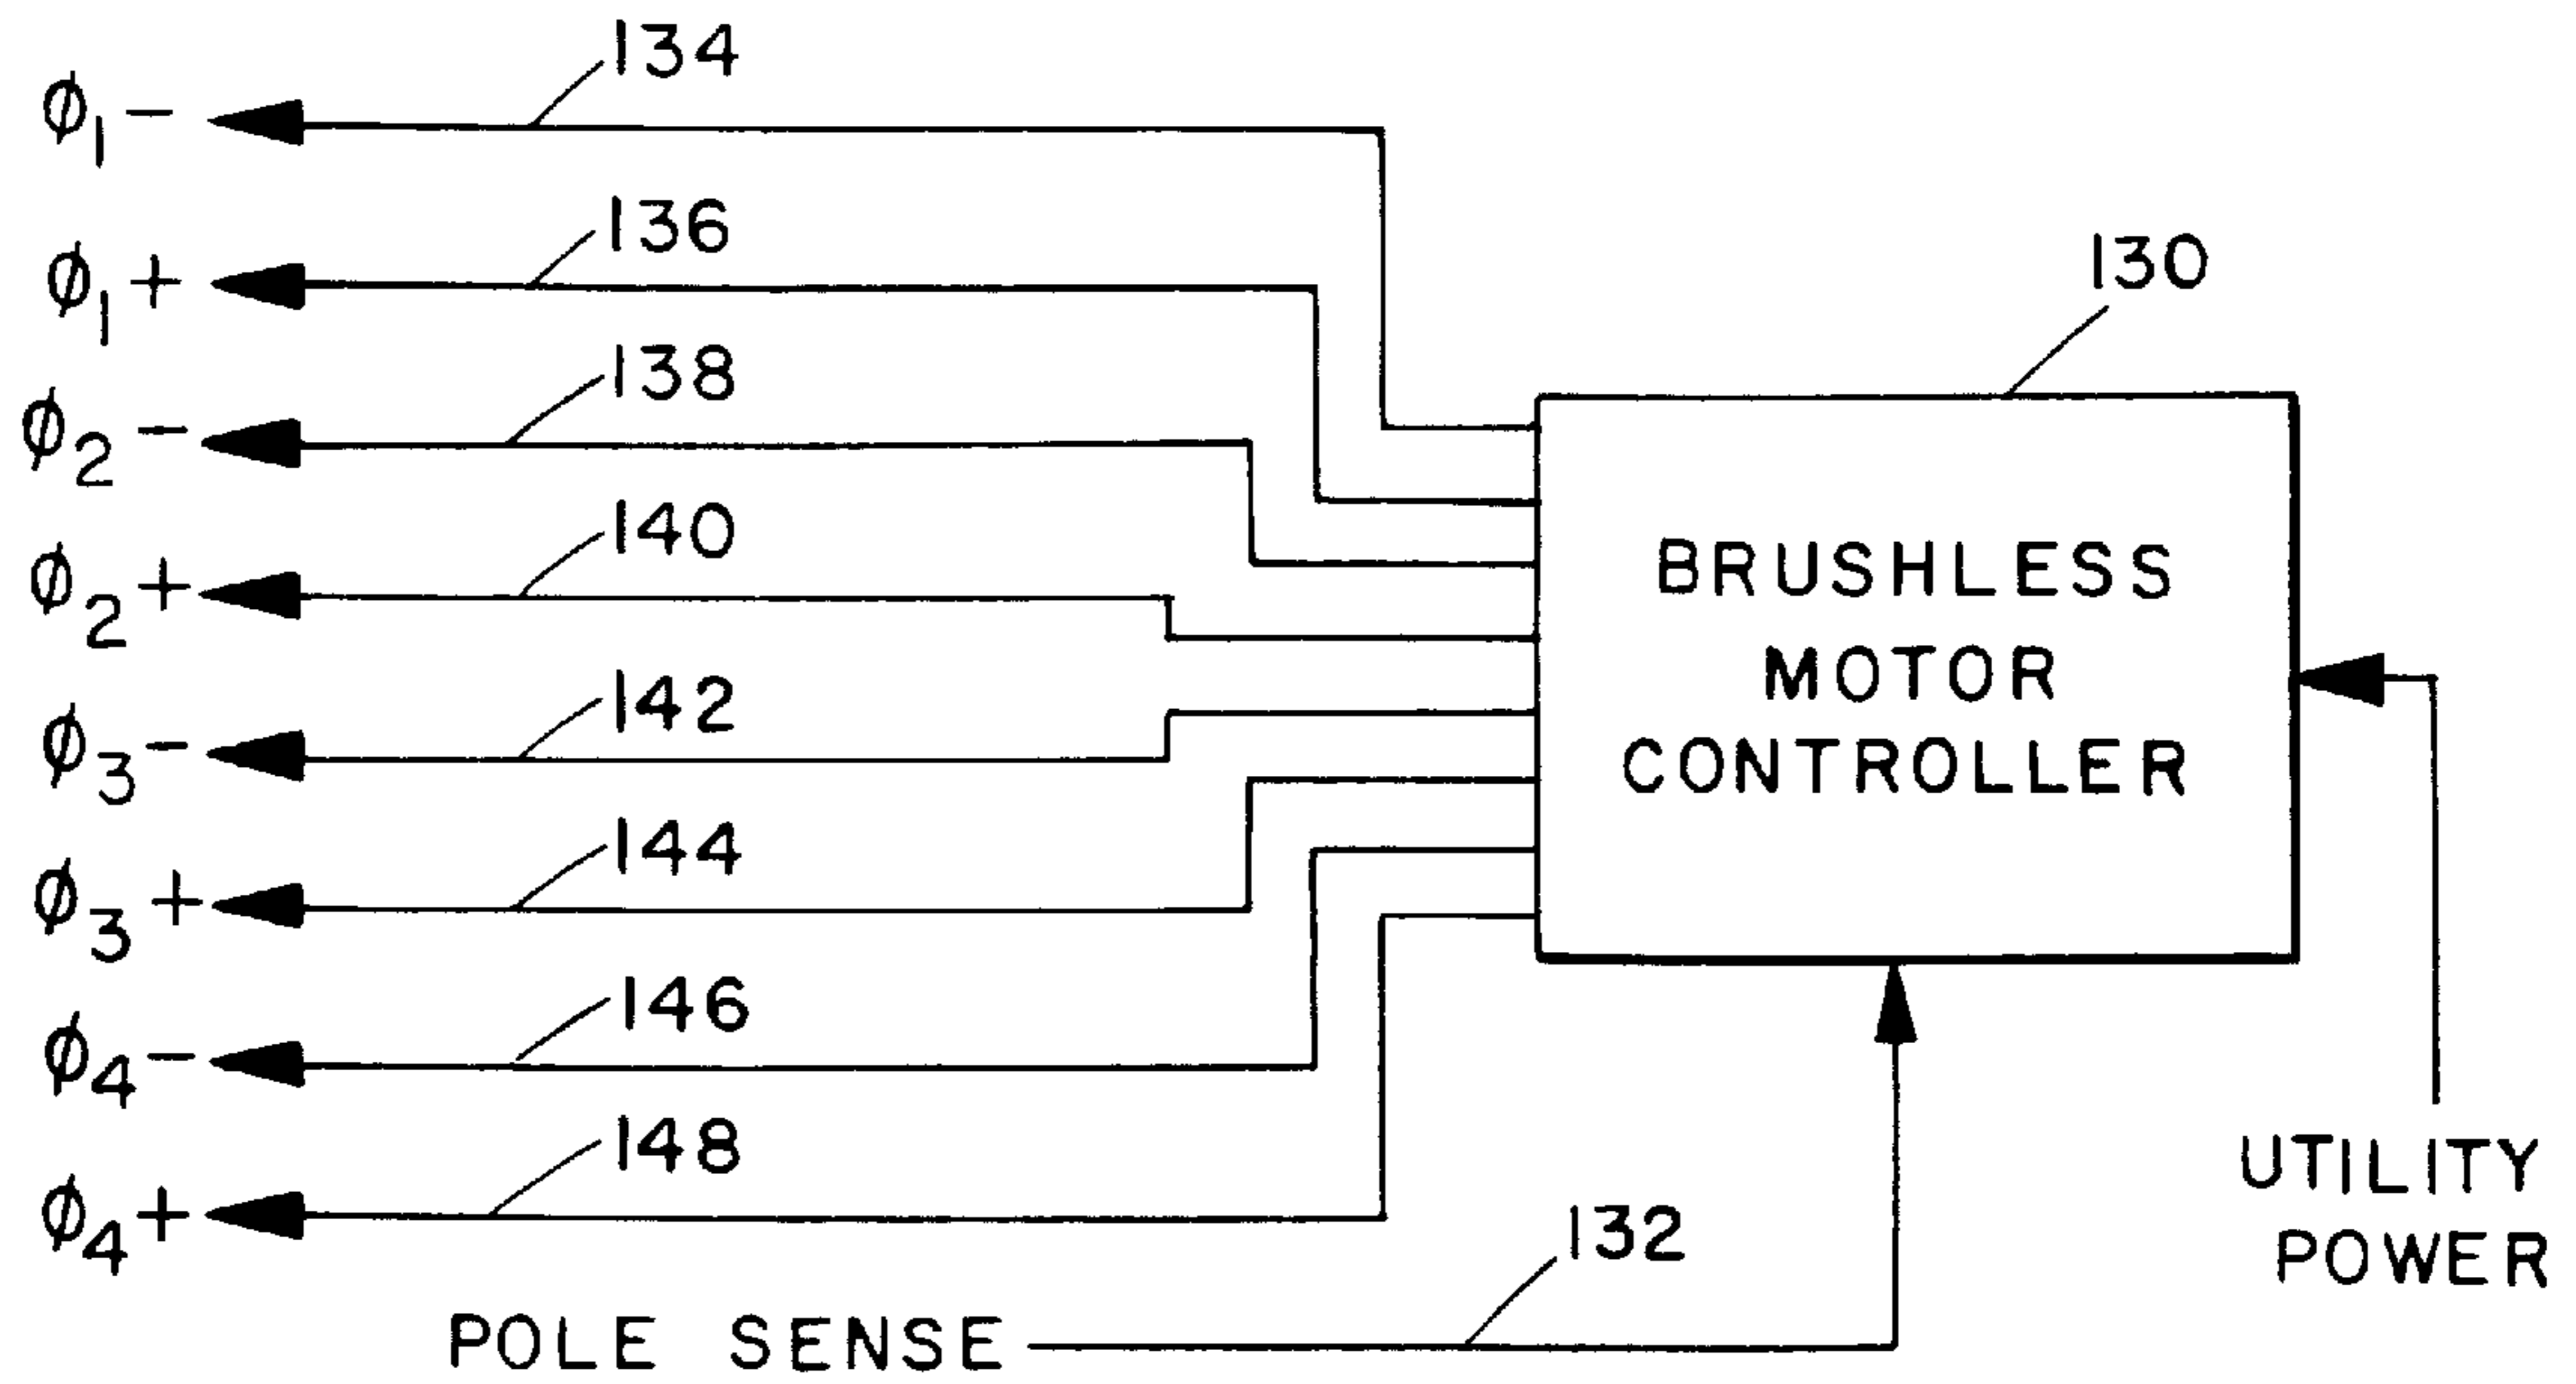 134
ϕ1-
136
ϕ1+
130
138
ϕ2-
140
ϕ2+
BRUSHLESS
MOTOR
CONTROLLER
142
ϕ3-
144
ϕ3+
146
ϕ4-
148
ϕ4+
UTILITY
POWER
132
POLE SENSE